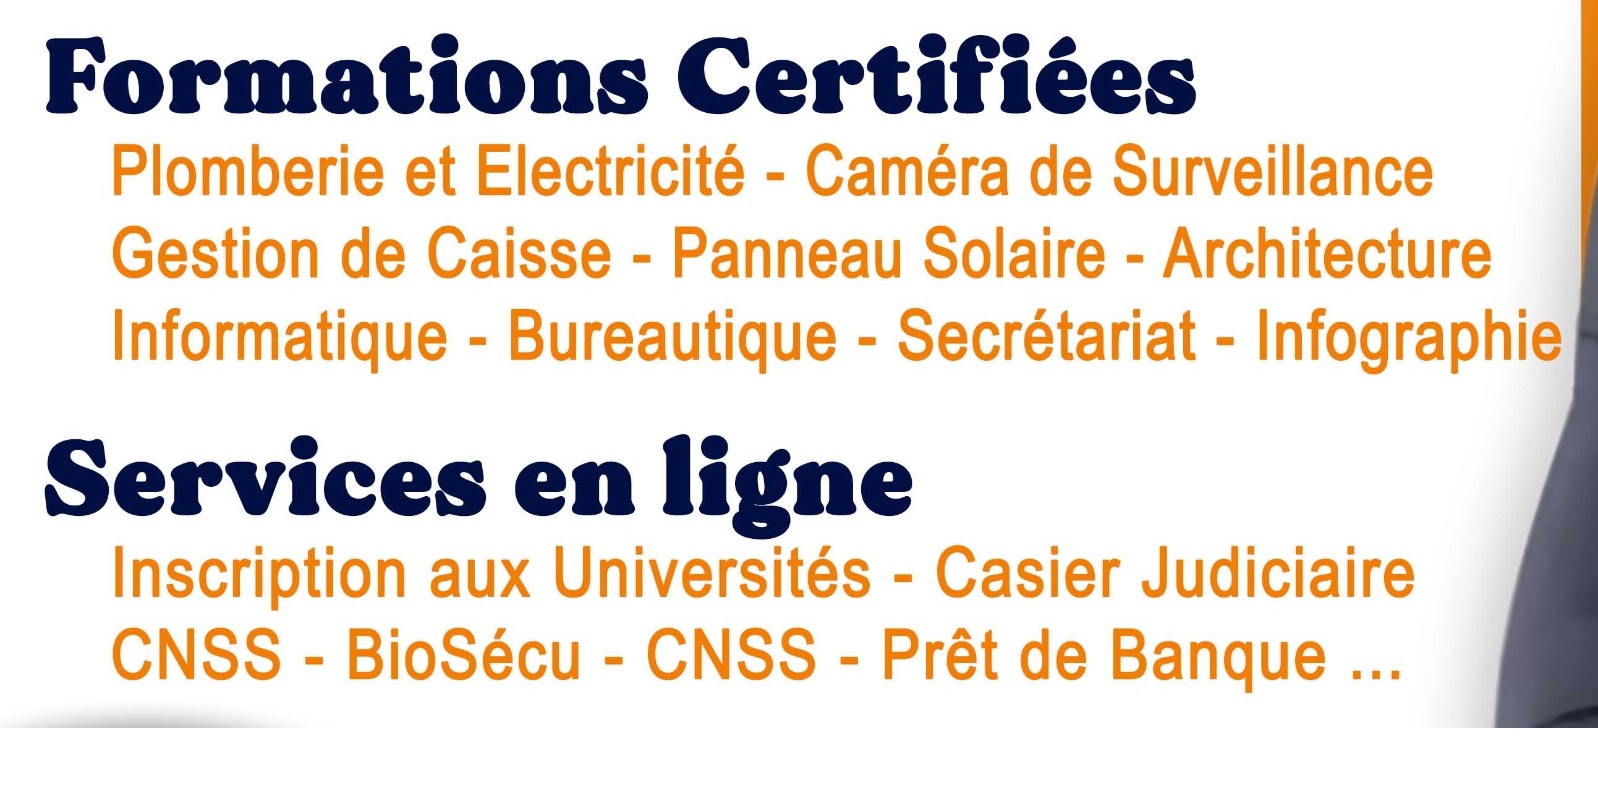 Formations Certifiées
Plomberie et Electricité - Caméra de Surveillance
Gestion de Caisse - Panneau Solaire - Architecture
Informatique - Bureautique - Secrétariat - Infographie
Services en ligne
Inscription aux Universités - Casier Judiciaire
CNSS - BioSécu - CNSS - Prêt de Banque ...